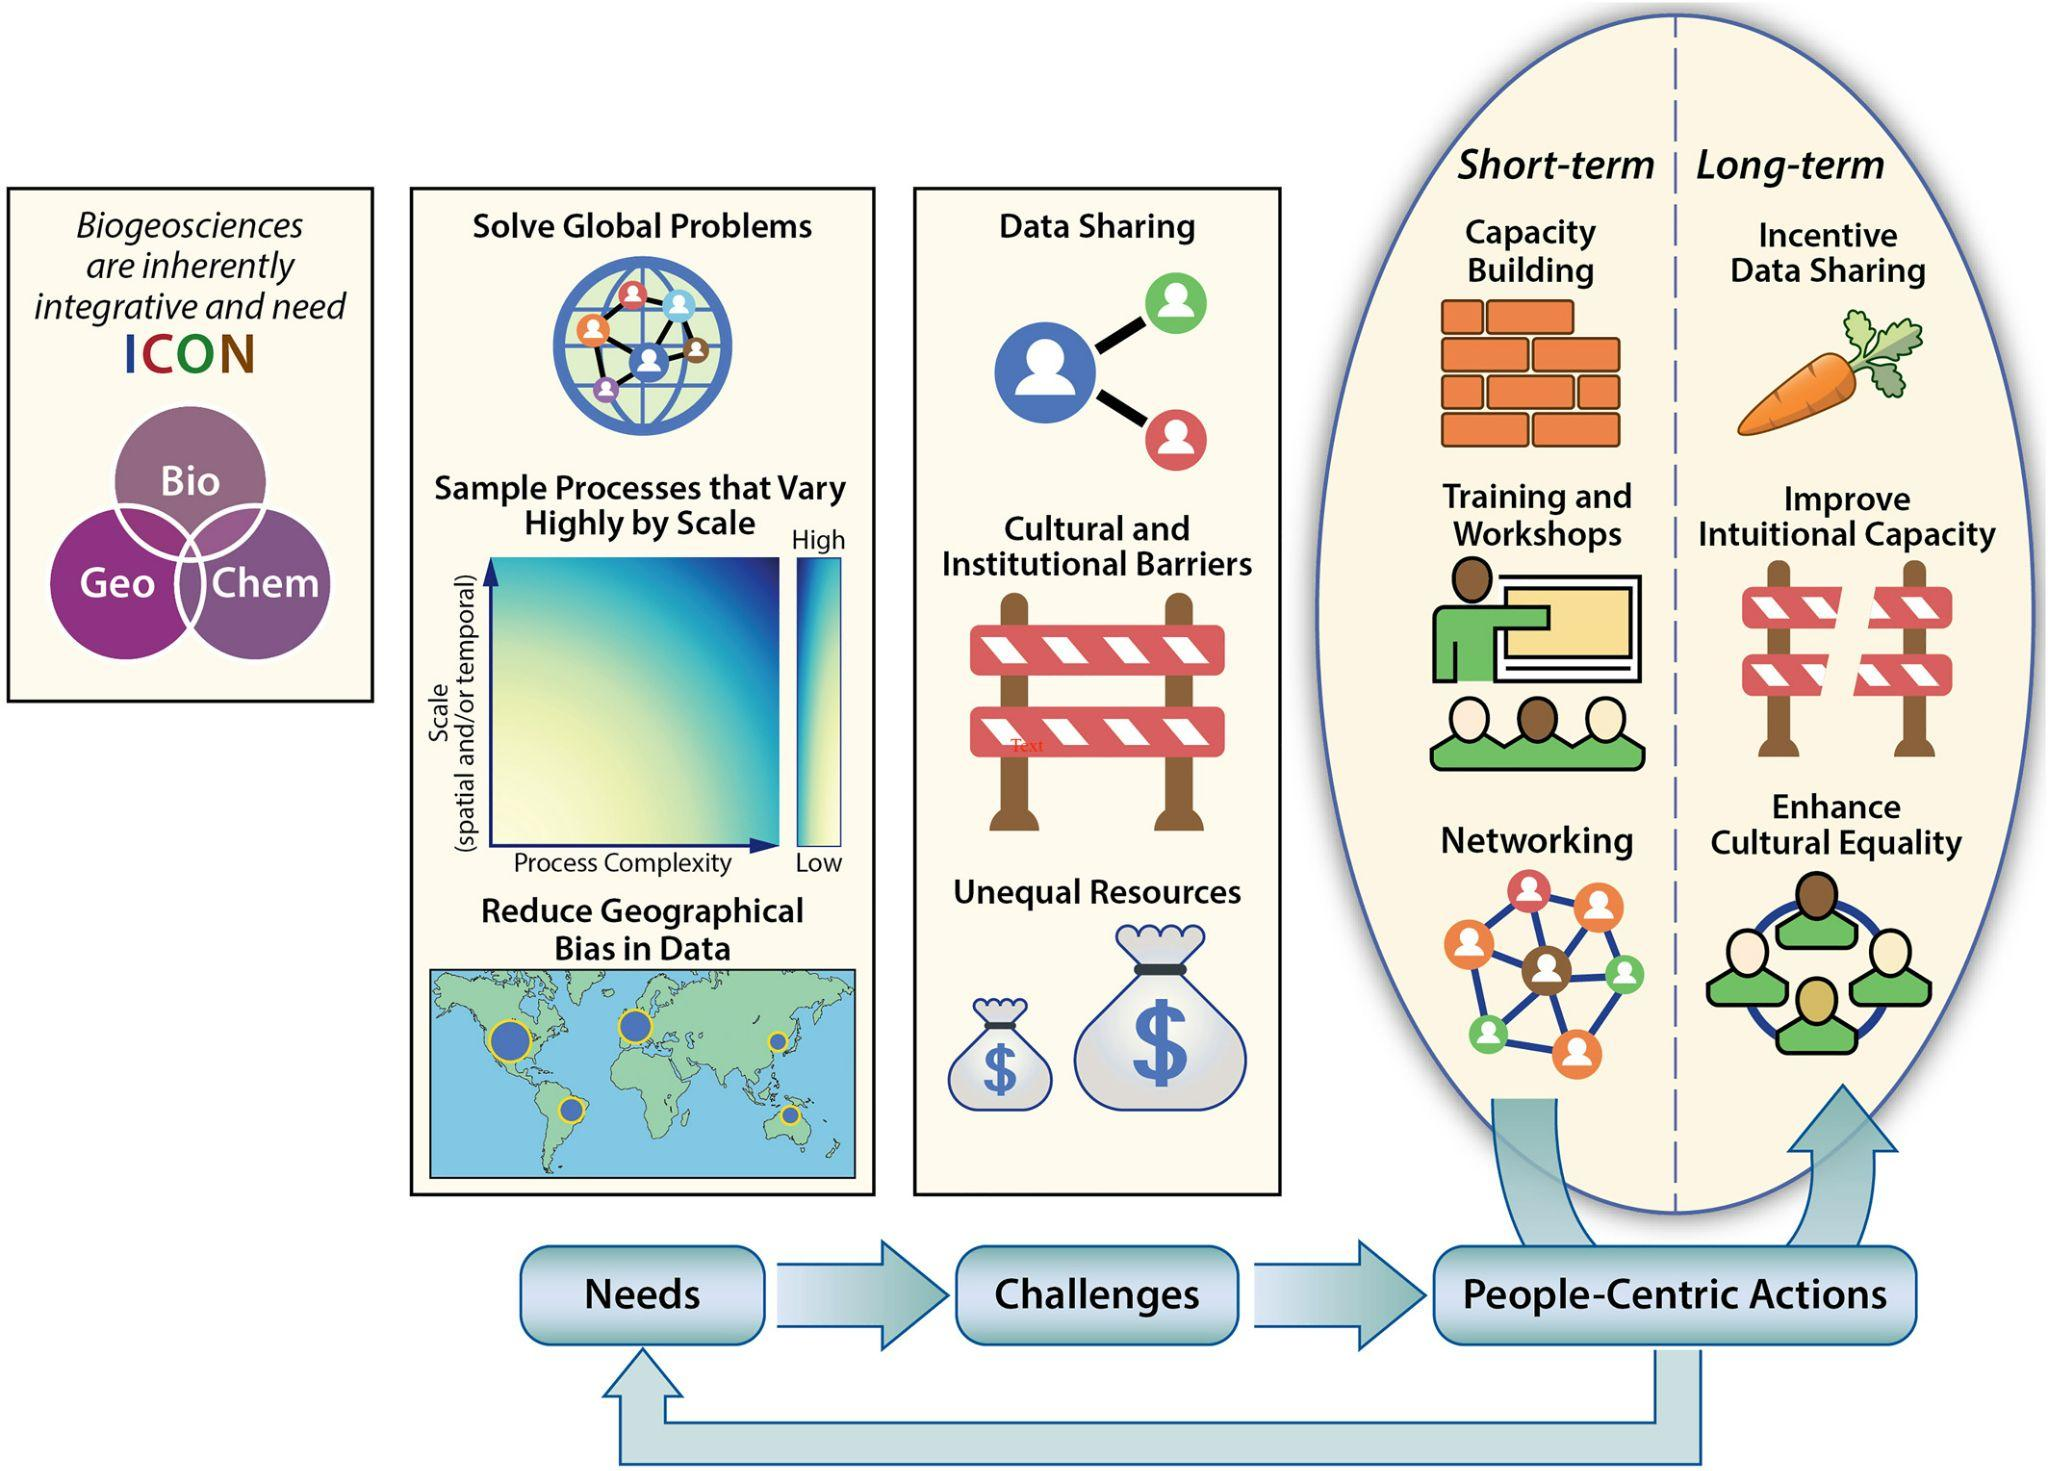 Biogeosciences
are inherently
integrative and need
ICON
Bio
Geo
Chem
Solve Global Problems
Sample Processes that Vary
Highly by Scale
High
Scale
(spatial and/or temporal)
Process Complexity
Low
Reduce Geographical
Bias in Data
Data Sharing
Cultural and
Institutional Barriers
Text
Unequal Resources
$
$
Short-term
Capacity
Building
Training and
Workshops
Networking
Long-term
Incentive
Data Sharing
Improve
Intuitional Capacity
Enhance
Cultural Equality
Needs
Challenges
People-Centric Actions